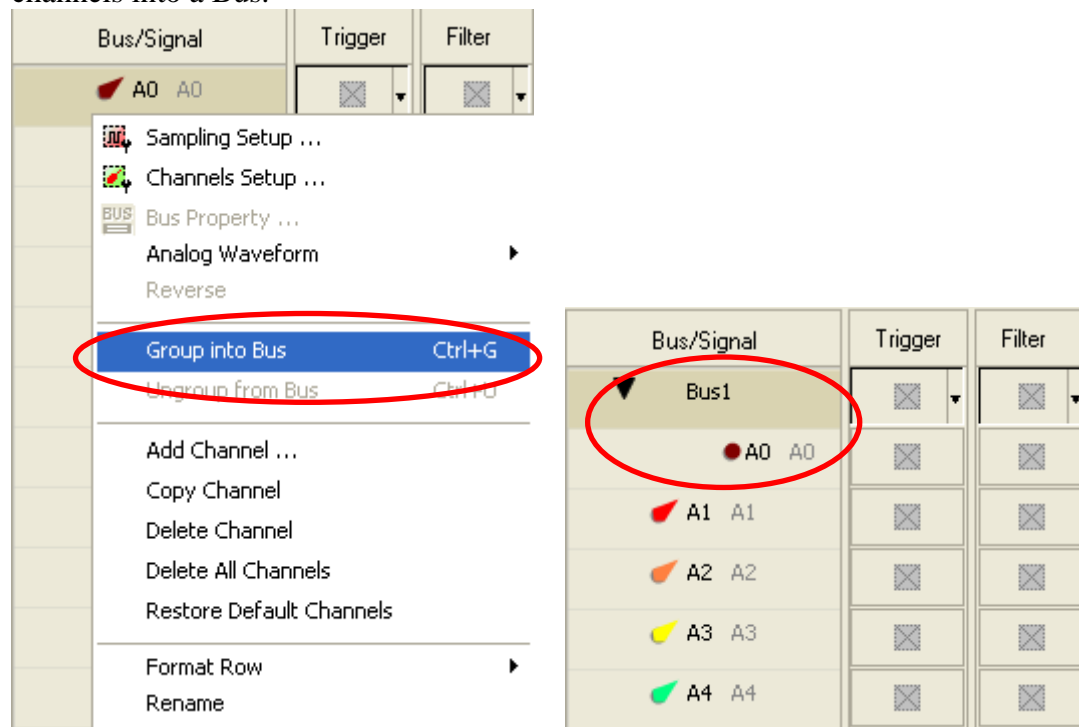 channels into a Bus.
Bus/Signal Trigger Filter
A0 A0
Sampling Setup ...
Channels Setup ...
BUS Bus Property ...
Analog Waveform
Reverse
Group into Bus Ctrl+G
Ungroup from Bus Ctrl+U
Add Channel ...
Copy Channel
Delete Channel
Delete All Channels
Restore Default Channels
Format Row
Rename
Bus/Signal Trigger Filter
Bus1
A0 A0
A1 A1
A2 A2
A3 A3
A4 A4